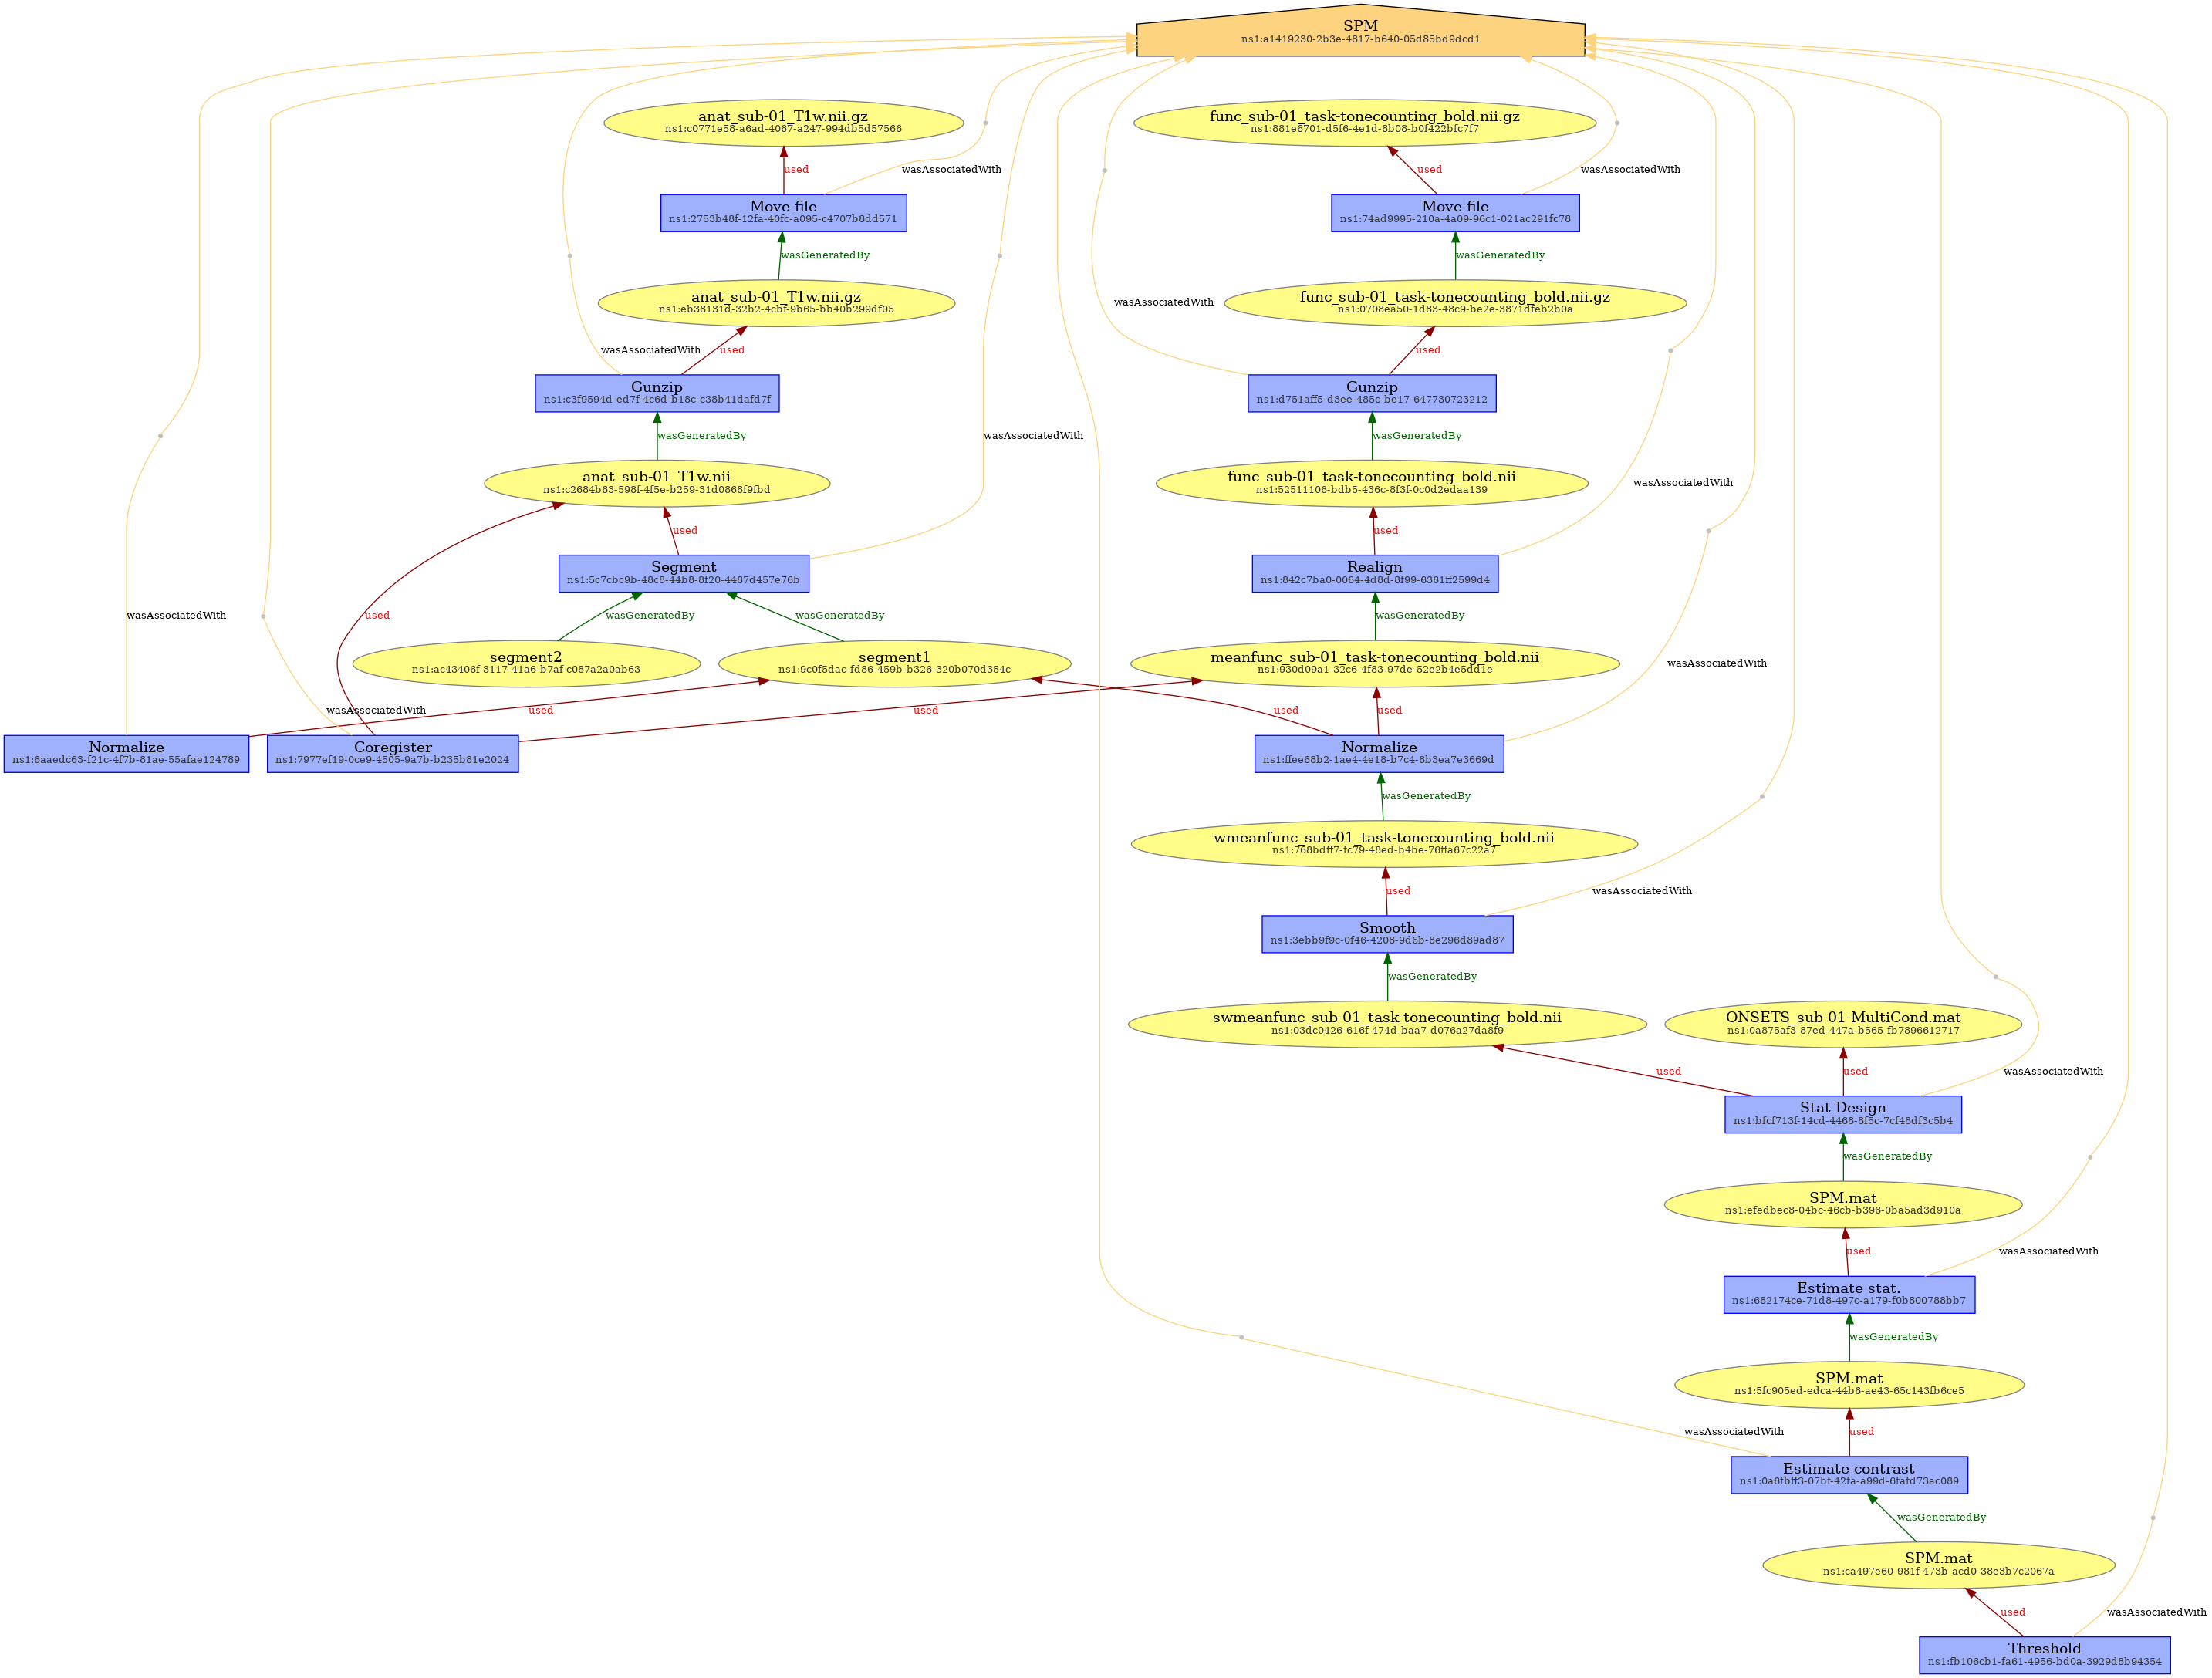 SPM
ns1:a1419230-2b3e-4817-b640-05d85bd9dcd1
anat_sub-01_T1w.nii.gz
ns1:c0771e58-a6ad-4067-a247-994db5d57566
func_sub-01_task-tonecounting_bold.nii.gz
ns1:881e6701-d5f6-4e1d-8b08-b0f422bfc7f7
used
wasAssociatedWith
used
wasAssociatedWith
Move file
ns1:2753b48f-12fa-40fc-a095-c4707b8dd571
Move file
ns1:74ad9995-210a-4a09-96c1-021ac291fc78
wasGeneratedBy
wasGeneratedBy
anat_sub-01_T1w.nii.gz
ns1:eb38131d-32b2-4cbf-9b65-bb40b299df05
wasAssociatedWith
func_sub-01_task-tonecounting_bold.nii.gz
ns1:0708ea50-1d83-48c9-be2e-3871dfeb2b0a
wasAssociatedWith
used
used
Gunzip
ns1:c3f9594d-ed7f-4c6d-b18c-c38b41dafd7f
Gunzip
ns1:d751aff5-d3ee-485c-be17-647730723212
wasGeneratedBy
wasAssociatedWith
wasGeneratedBy
anat_sub-01_T1w.nii
ns1:c2684b63-598f-4f5e-b259-31d0868f9fbd
func_sub-01_task-tonecounting_bold.nii
ns1:52511106-bdb5-436c-8f3f-0c0d2edaa139
wasAssociatedWith
used
used
Segment
ns1:5c7cbc9b-48c8-44b8-8f20-4487d457e76b
Realign
ns1:842c7ba0-0064-4d8d-8f99-6361ff2599d4
wasAssociatedWith
used
wasGeneratedBy
wasGeneratedBy
wasGeneratedBy
segment2
ns1:ac43406f-3117-41a6-b7af-c087a2a0ab63
segment1
ns1:9c0f5dac-fd86-459b-b326-320b070d354c
meanfunc_sub-01_task-tonecounting_bold.nii
ns1:930d09a1-32c6-4f83-97de-52e2b4e5dd1e
wasAssociatedWith
wasAssociatedWith
used
used
used
used
Normalize
ns1:6aaedc63-f21c-4f7b-81ae-55afae124789
Coregister
ns1:7977ef19-0ce9-4505-9a7b-b235b81e2024
Normalize
ns1:ffee68b2-1ae4-4e18-b7c4-8b3ea7e3669d
wasGeneratedBy
wmeanfunc_sub-01_task-tonecounting_bold.nii
ns1:768bdff7-fc79-48ed-b4be-76ffa67c22a7
used
wasAssociatedWith
Smooth
ns1:3ebb9f9c-0f46-4208-9d6b-8e296d89ad87
wasGeneratedBy
swmeanfunc_sub-01_task-tonecounting_bold.nii
ns1:03dc0426-616f-474d-baa7-d076a27da8f9
ONSETS_sub-01-MultiCond.mat
ns1:0a875af3-87ed-447a-b565-fb7896612717
used
used
wasAssociatedWith
Stat Design
ns1:bfcf713f-14cd-4468-8f5c-7cf48df3c5b4
wasGeneratedBy
SPM.mat
ns1:efedbec8-04bc-46cb-b396-0ba5ad3d910a
used
wasAssociatedWith
Estimate stat.
ns1:682174ce-71d8-497c-a179-f0b800788bb7
wasGeneratedBy
SPM.mat
ns1:5fc905ed-edca-44b6-ae43-65c143fb6ce5
wasAssociatedWith
used
Estimate contrast
ns1:0a6fbff3-07bf-42fa-a99d-6fafd73ac089
wasGeneratedBy
SPM.mat
ns1:ca497e60-981f-473b-acd0-38e3b7c2067a
used
wasAssociatedWith
Threshold
ns1:fb106cb1-fa61-4956-bd0a-3929d8b94354